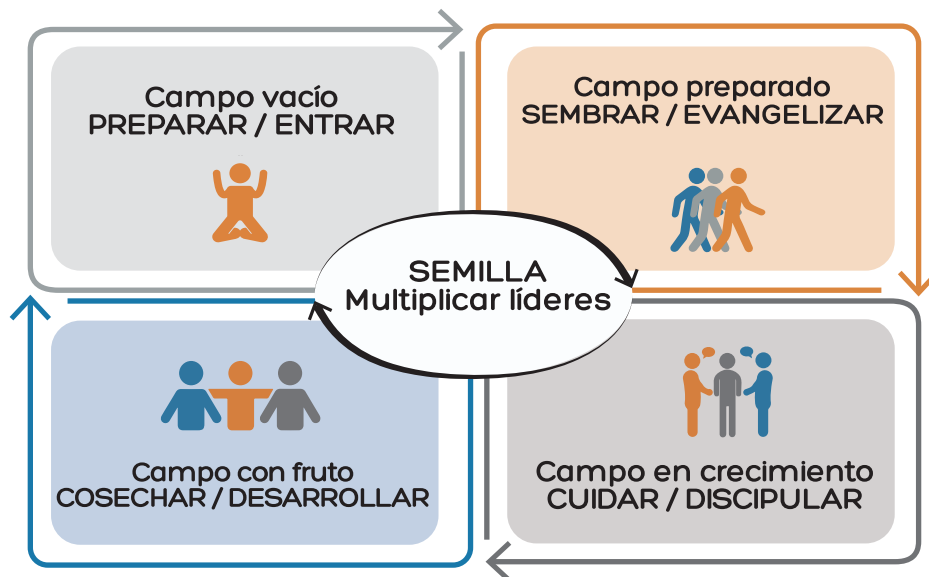 Campo vacío
PREPARAR / ENTRAR
Campo preparado
SEMBRAR / EVANGELIZAR
SEMILLA
Multiplicar líderes
Campo con fruto
COSECHAR / DESARROLLAR
Campo en crecimiento
CUIDAR / DISCIPULAR